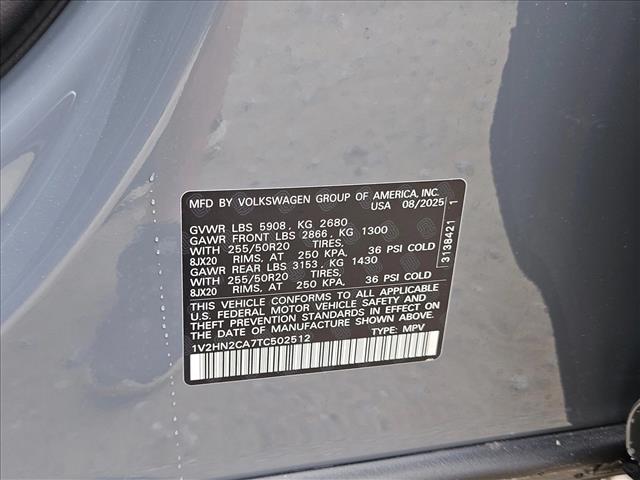 MFD BY VOLKSWAGEN GROUP OF AMERICA, INC.
USA 08/2025
GVWR LBS 5908, KG 2680
GAWR FRONT LBS 2866, KG 1300
WITH 255/50R20 TIRES,
8JX20 RIMS, AT 250 KPA, 36 PSI COLD
GAWR REAR LBS 3153, KG 1430
WITH 255/50R20 TIRES,
8JX20 RIMS, AT 250 KPA, 36 PSI COLD
THIS VEHICLE CONFORMS TO ALL APPLICABLE
FEDERAL MOTOR VEHICLE SAFETY AND
THEFT PREVENTION STANDARDS IN EFFECT
ON THE DATE OF MANUFACTURE SHOWN ABOVE.
1V2HN2CA7TC502512 TYPE: MPV
3138421 1